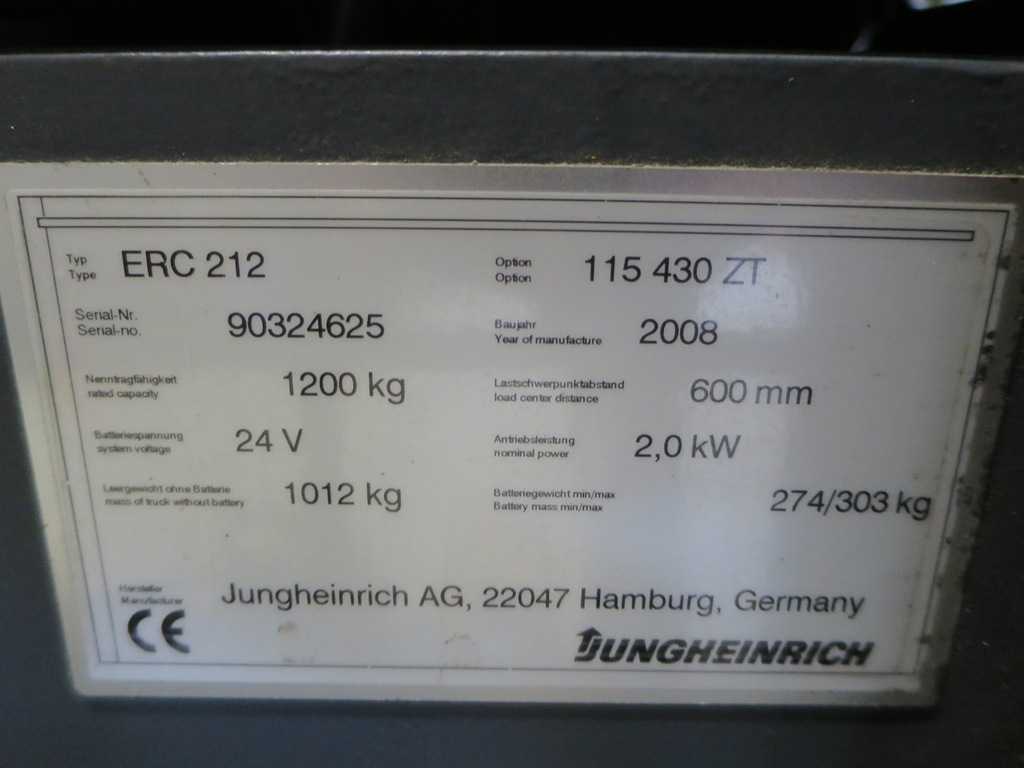 Typ ERC 212 Option 115 430 ZT
Type Option
Serial-Nr. 90324625 Baujahr 2008
Serial-no. Year of manufacture
Nenntragfähigkeit 1200 kg Lastschwerpunktabstand 600 mm
rated capacity load center distance
Batteriespannung 24 V Antriebsleistung 2,0 kW
system voltage nominal power
Leergewicht ohne Batterie 1012 kg Batteriegewicht min/max 274/303 kg
mass of truck without battery Battery mass min/max
Hersteller Jungheinrich AG, 22047 Hamburg, Germany
Manufacturer
CE JUNGHEINRICH